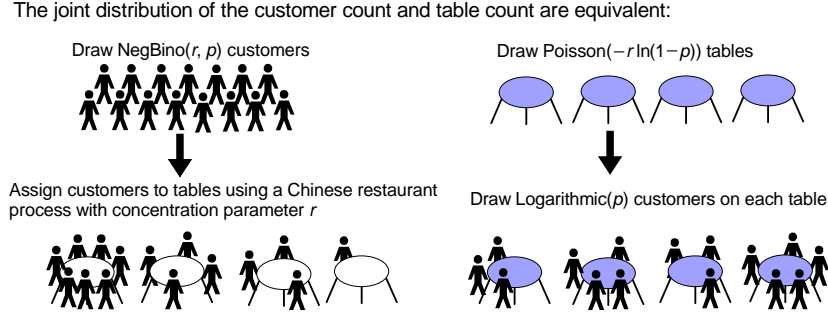 The joint distribution of the customer count and table count are equivalent:
Draw NegBino(r, p) customers
Draw Poisson(−r ln(1−p)) tables
Assign customers to tables using a Chinese restaurant
process with concentration parameter r
Draw Logarithmic(p) customers on each table